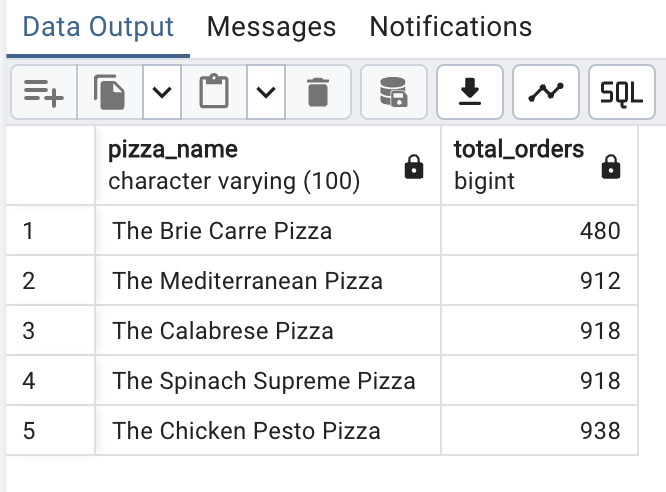 Data Output Messages Notifications
SQL
pizza_name total_orders
character varying (100) bigint
1 The Brie Carre Pizza 480
2 The Mediterranean Pizza 912
3 The Calabrese Pizza 918
4 The Spinach Supreme Pizza 918
5 The Chicken Pesto Pizza 938